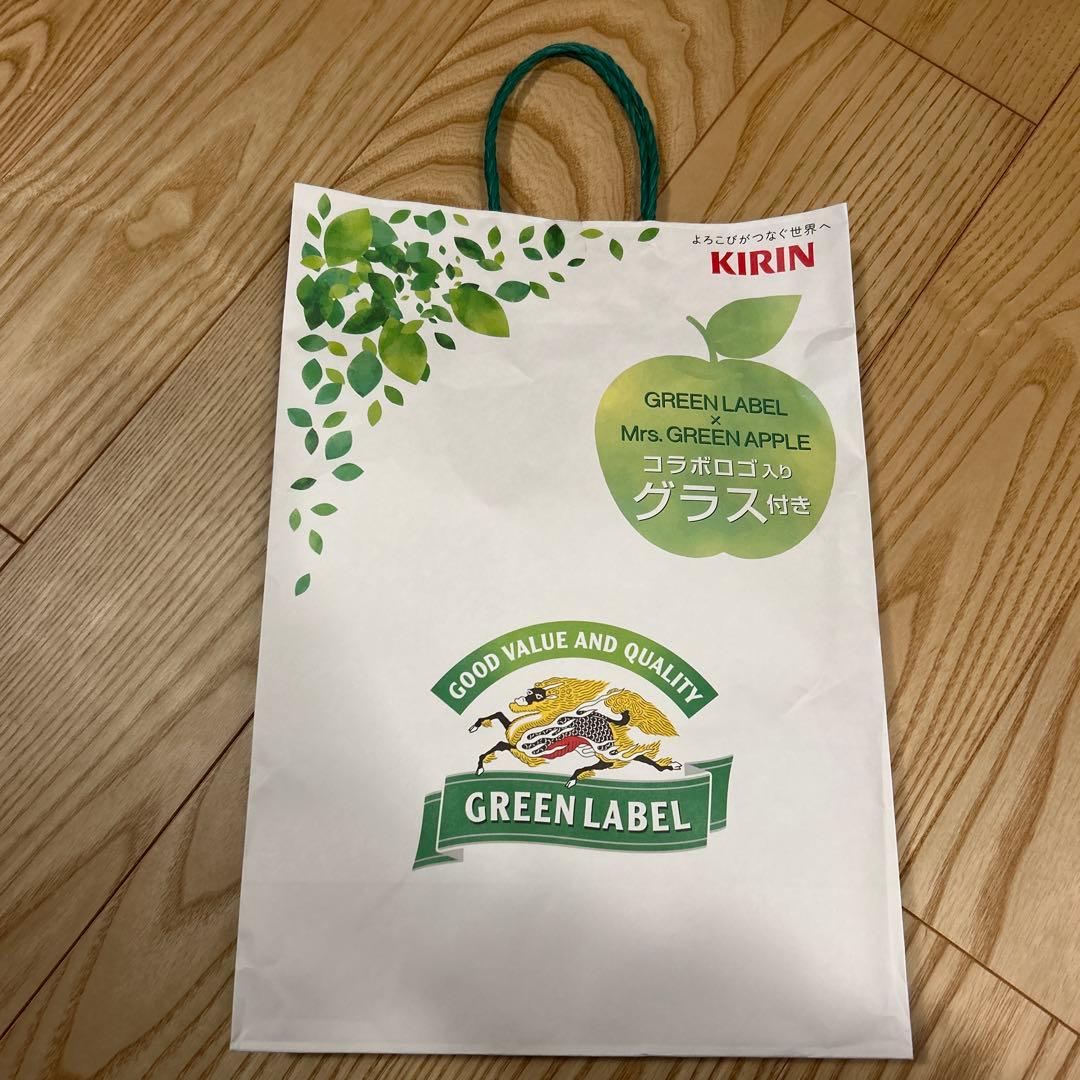 よろこびがつなぐ世界へ
KIRIN
GREEN LABEL
×
Mrs. GREEN APPLE
コラボロゴ入り
グラス付き
GOOD VALUE AND QUALITY
GREEN LABEL